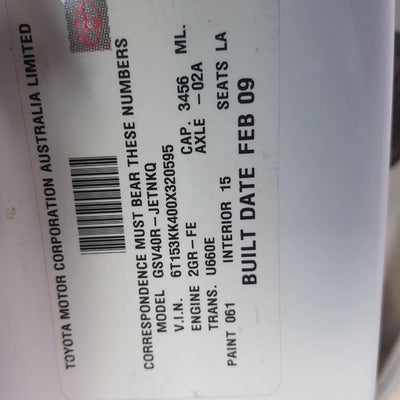 TOYOTA MOTOR CORPORATION AUSTRALIA LIMITED
CORRESPONDENCE MUST BEAR THESE NUMBERS
MODEL GSV40R-JETNKQ
V.I.N. 6T153KK400X320595
ENGINE 2GR-FE CAP. 3456 ML.
TRANS. U660E AXLE -02A
PAINT 061 INTERIOR 15 SEATS LA
BUILT DATE FEB 09